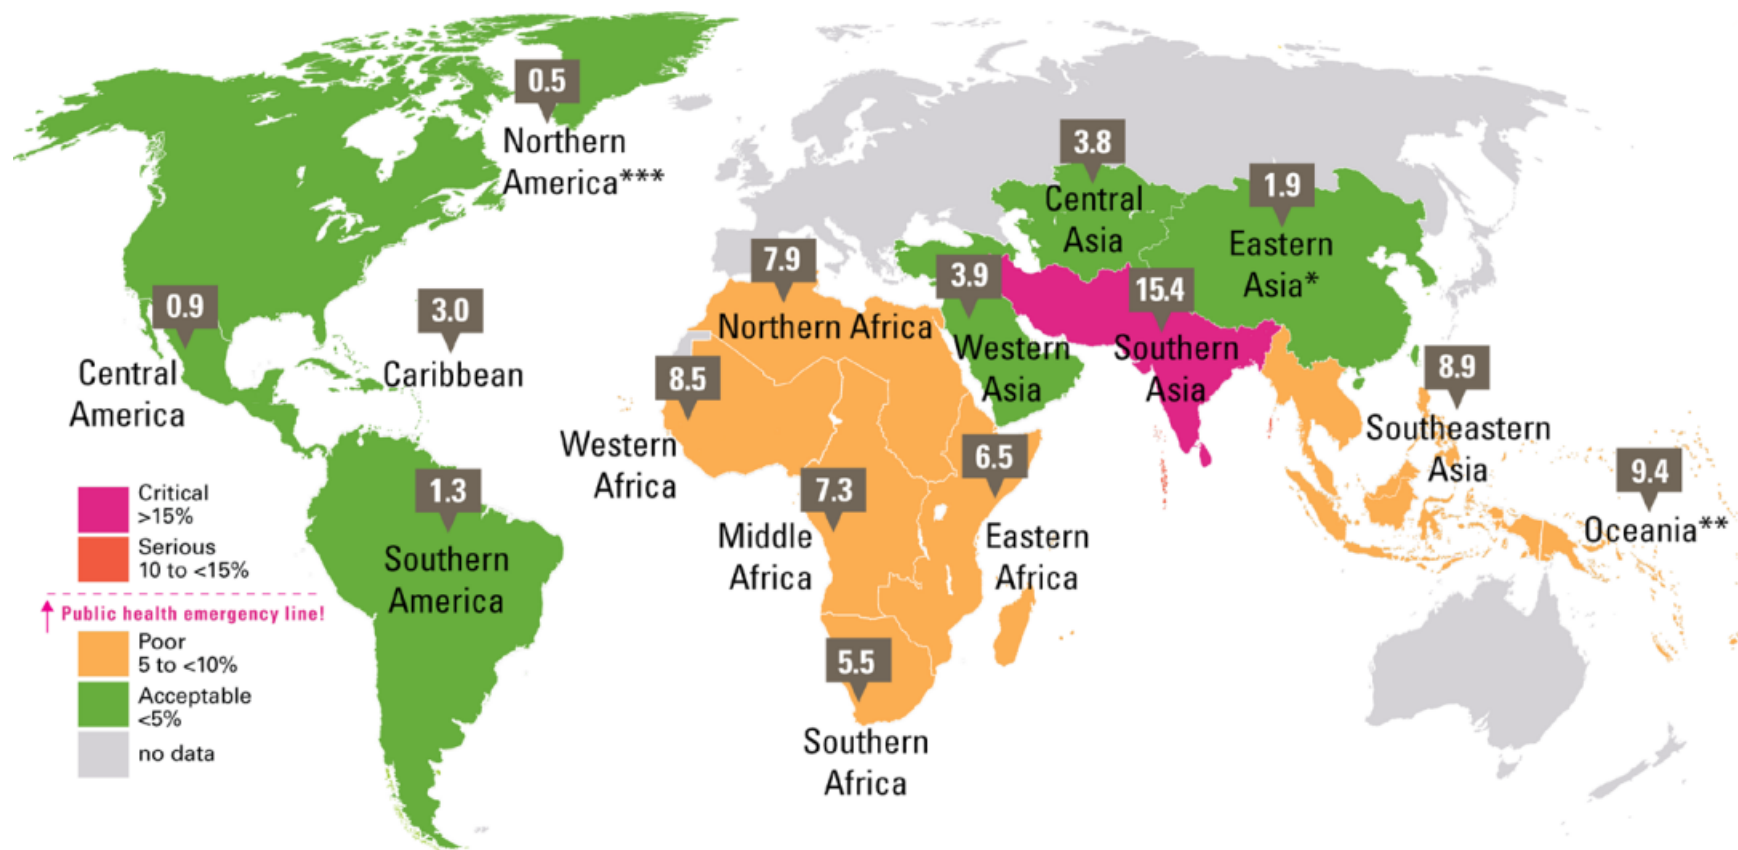 0.5
Northern
America***
3.8
Central
Asia
1.9
Eastern
Asia*
7.9
Northern Africa
3.9
Western
Asia
15.4
Southern
Asia
0.9
Central
America
3.0
Caribbean
8.5
Western
Africa
8.9
Southeastern
Asia
6.5
Eastern
Africa
9.4
Oceania**
1.3
Southern
America
7.3
Middle
Africa
5.5
Southern
Africa
Critical
>15%
Serious
10 to <15%
Public health emergency line!
Poor
5 to <10%
Acceptable
<5%
no data